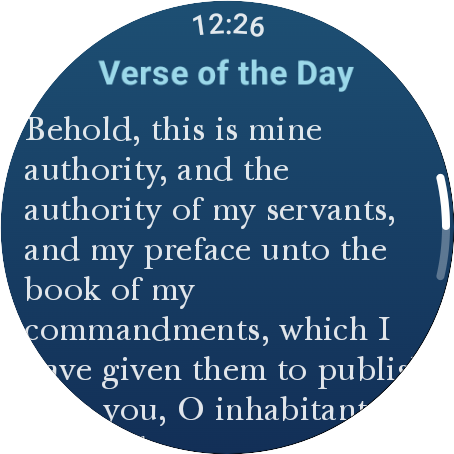 12:26
Verse of the Day
Behold, this is mine
authority, and the
authority of my servants,
and my preface unto the
book of my
commandments, which I
given them to
you, O